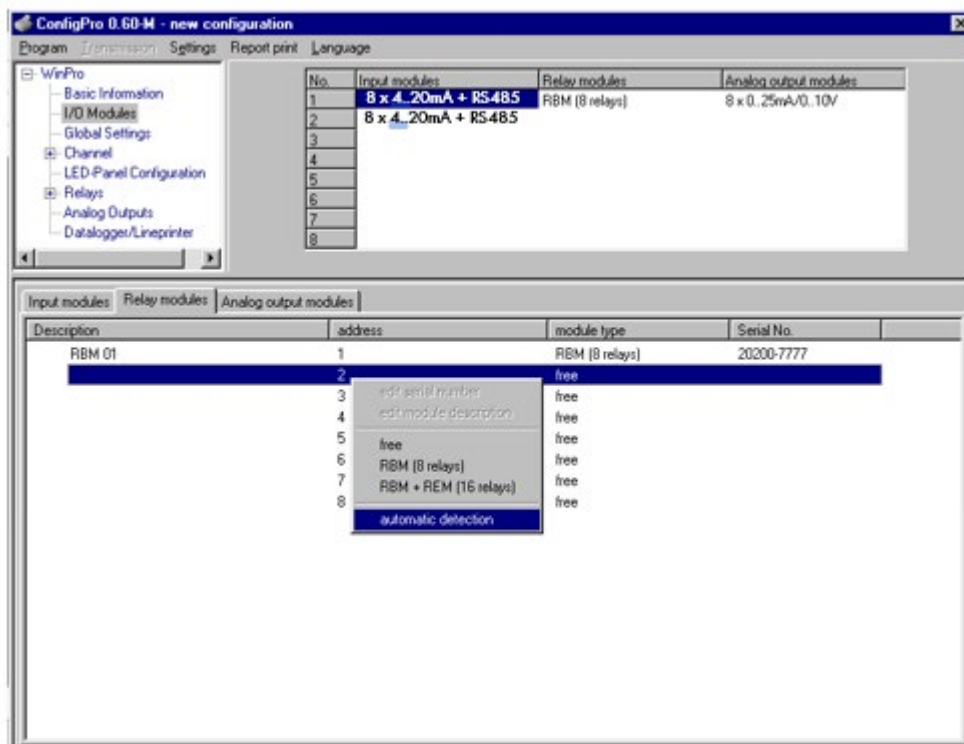 ConfigPro 0.60-M - new configuration
Program Transmission Settings Report print Language
WinPro
Basic Information
I/O Modules
Global Settings
Channel
LED-Panel Configuration
Relays
Analog Outputs
Datalogger/Lineprinter
No. Input modules Relay modules Analog output modules
1 8 x 4..20mA + RS485 RBM (8 relays) 8 x 0..25mA/0..10V
2 8 x 4..20mA + RS485
3
4
5
6
7
8
Input modules Relay modules Analog output modules
Description address module type Serial No.
RBM 01 1 RBM (8 relays) 20200-7777
2 free
3 free
4 free
5 free
6 free
7 free
8 free
edit serial number
edit module description
free
RBM (8 relays)
RBM + REM (16 relays)
automatic detection